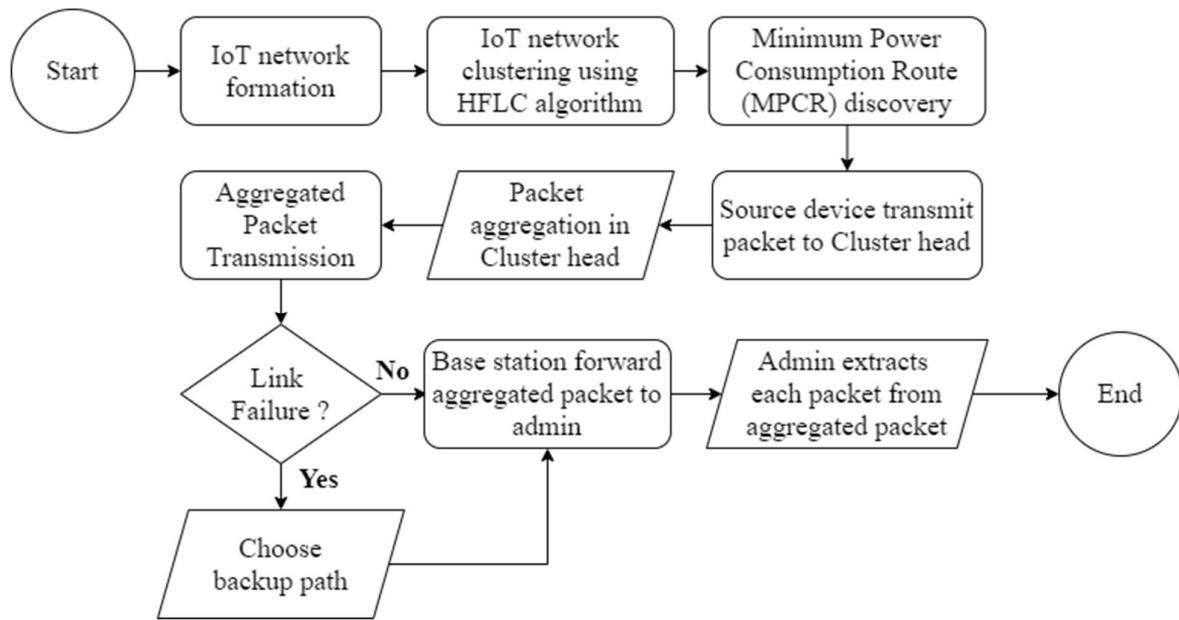 Start
IoT network
formation
IoT network
clustering using
HFLC algorithm
Minimum Power
Consumption Route
(MPCR) discovery
Source device transmit
packet to Cluster head
Packet
aggregation in
Cluster head
Aggregated
Packet
Transmission
Link
Failure ?
No
Yes
Choose
backup path
Base station forward
aggregated packet to
admin
Admin extracts
each packet from
aggregated packet
End